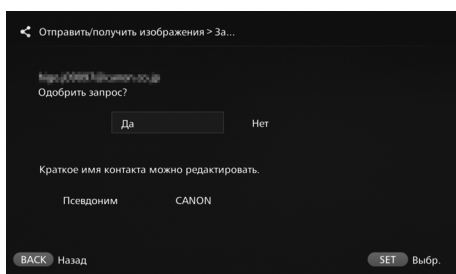 Отправить/получить изображения > За...
Одобрить запрос?
Да Нет
Краткое имя контакта можно редактировать.
Псевдоним CANON
BACK Назад SET Выбр.